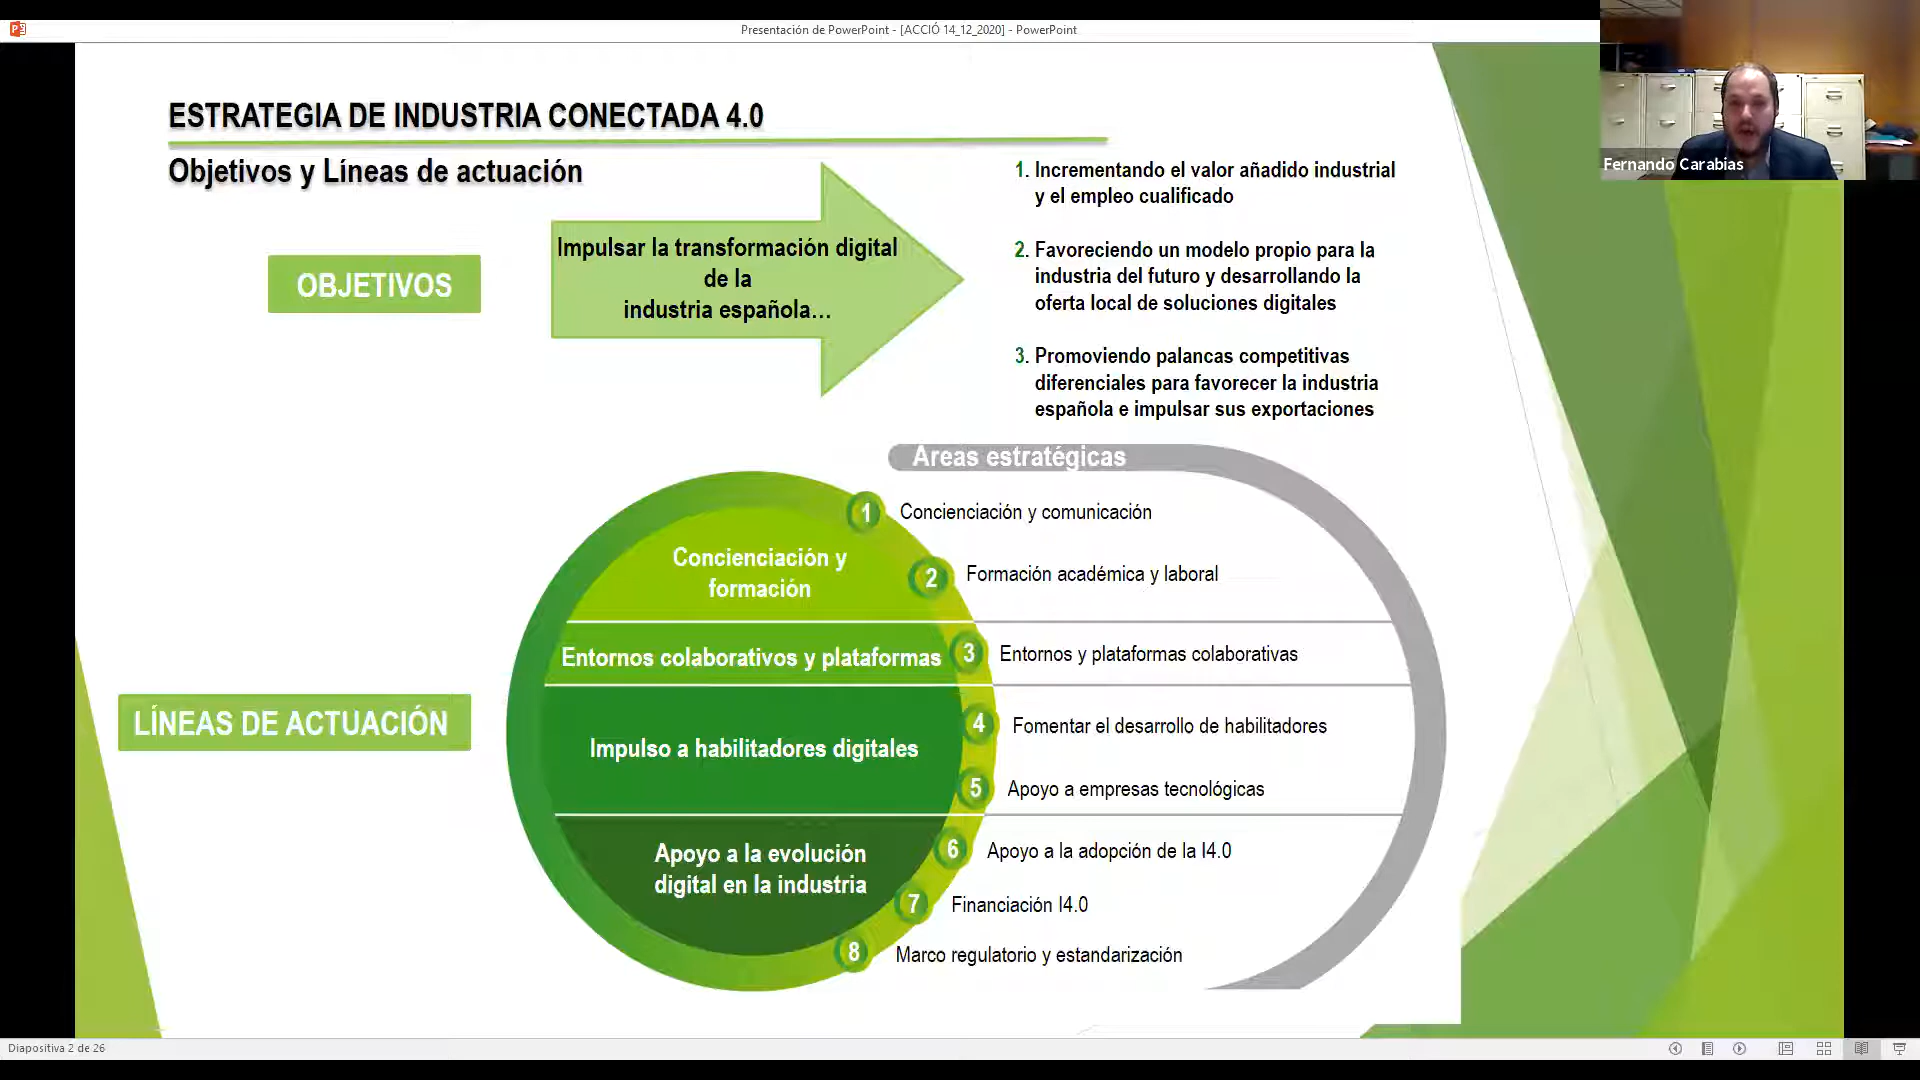 Presentación de PowerPoint - [ACCIÓ 14_12_2020] - PowerPoint
Fernando Carabias
ESTRATEGIA DE INDUSTRIA CONECTADA 4.0
Objetivos y Líneas de actuación
OBJETIVOS
Impulsar la transformación digital
de la
industria española...
1. Incrementando el valor añadido industrial
y el empleo cualificado
2. Favoreciendo un modelo propio para la
industria del futuro y desarrollando la
oferta local de soluciones digitales
3. Promoviendo palancas competitivas
diferenciales para favorecer la industria
española e impulsar sus exportaciones
LÍNEAS DE ACTUACIÓN
Areas estratégicas
Concienciación y
formación
1 Concienciación y comunicación
2 Formación académica y laboral
Entornos colaborativos y plataformas
3 Entornos y plataformas colaborativas
Impulso a habilitadores digitales
4 Fomentar el desarrollo de habilitadores
5 Apoyo a empresas tecnológicas
Apoyo a la evolución
digital en la industria
6 Apoyo a la adopción de la I4.0
7 Financiación I4.0
8 Marco regulatorio y estandarización
Diapositiva 2 de 26